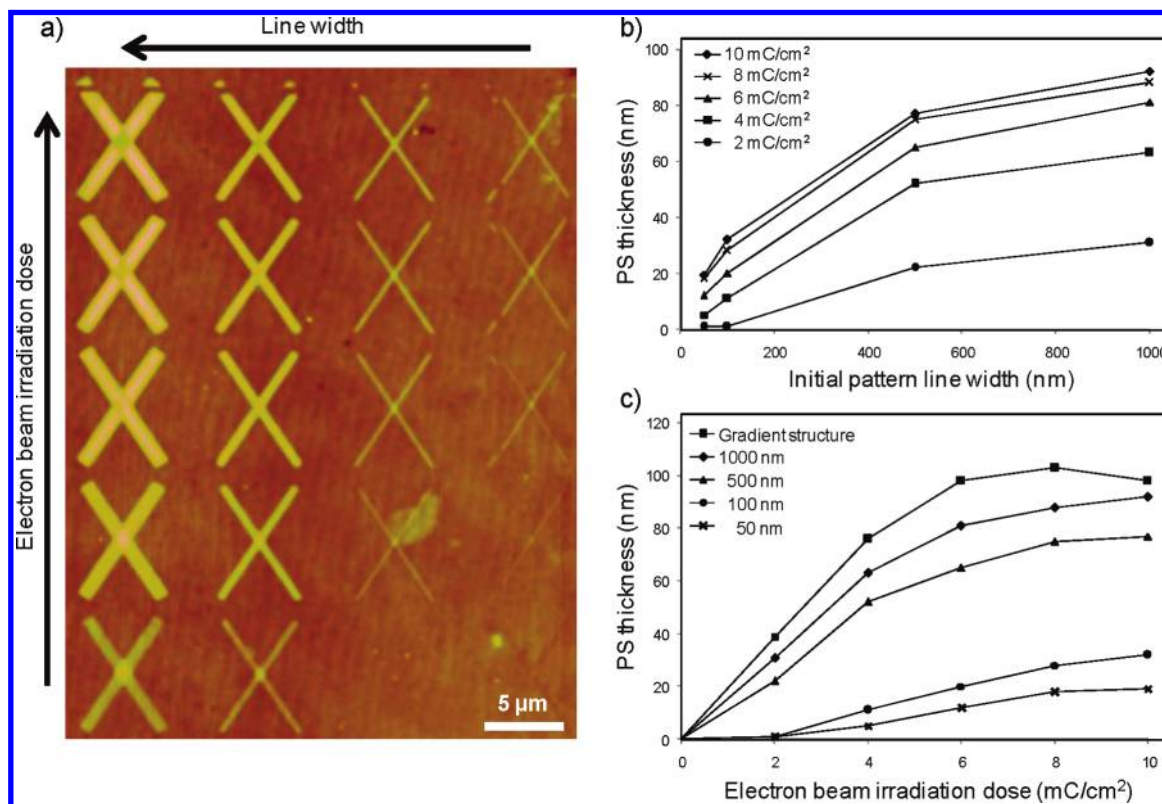 a)
Line width
Electron beam irradiation dose
5 µm
b)
100
80
60
40
20
0
PS thickness (nm)
10 mC/cm²
8 mC/cm²
6 mC/cm²
4 mC/cm²
2 mC/cm²
0 200 400 600 800 1000
Initial pattern line width (nm)
c)
120
100
80
60
40
20
0
PS thickness (nm)
Gradient structure
1000 nm
500 nm
100 nm
50 nm
0 2 4 6 8 10
Electron beam irradiation dose (mC/cm²)